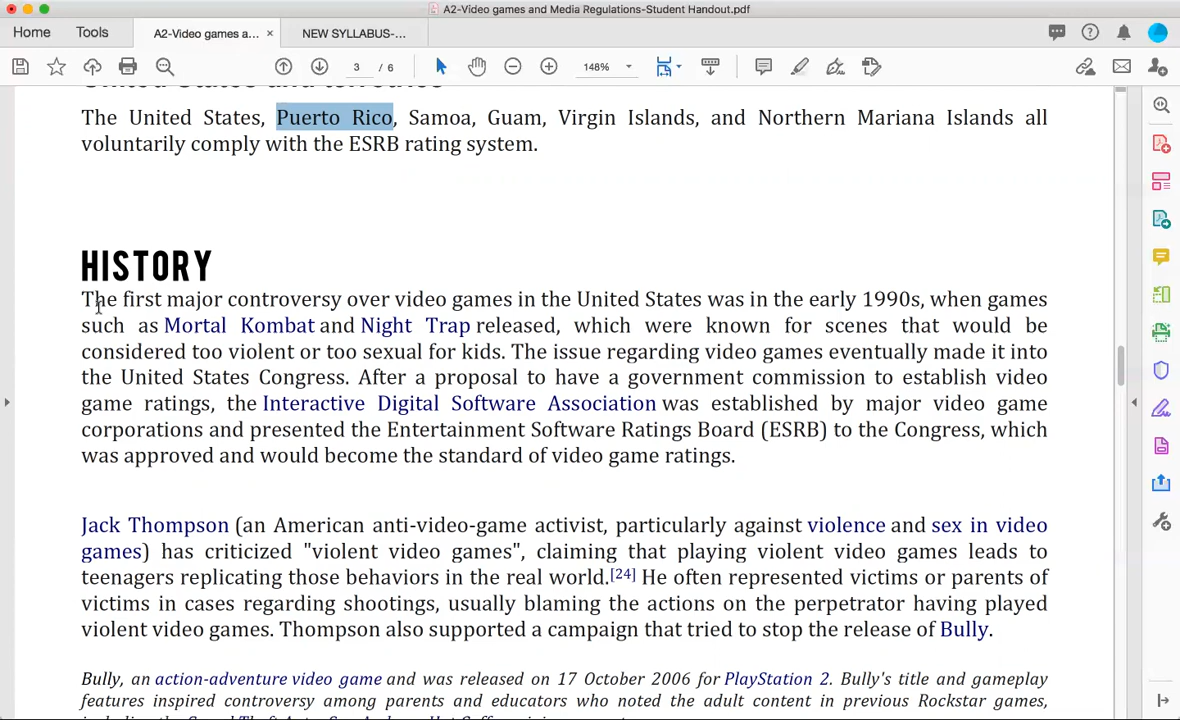 A2-Video games and Media Regulations-Student Handout.pdf
Home Tools A2-Video games a... × NEW SYLLABUS-...
3 / 6 148%
The United States, Puerto Rico, Samoa, Guam, Virgin Islands, and Northern Mariana Islands all
voluntarily comply with the ESRB rating system.
HISTORY
The first major controversy over video games in the United States was in the early 1990s, when games
such as Mortal Kombat and Night Trap released, which were known for scenes that would be
considered too violent or too sexual for kids. The issue regarding video games eventually made it into
the United States Congress. After a proposal to have a government commission to establish video
game ratings, the Interactive Digital Software Association was established by major video game
corporations and presented the Entertainment Software Ratings Board (ESRB) to the Congress, which
was approved and would become the standard of video game ratings.
Jack Thompson (an American anti-video-game activist, particularly against violence and sex in video
games) has criticized "violent video games", claiming that playing violent video games leads to
teenagers replicating those behaviors in the real world.[24] He often represented victims or parents of
victims in cases regarding shootings, usually blaming the actions on the perpetrator having played
violent video games. Thompson also supported a campaign that tried to stop the release of Bully.
Bully, an action-adventure video game and was released on 17 October 2006 for PlayStation 2. Bully's title and gameplay
features inspired controversy among parents and educators who noted the adult content in previous Rockstar games,